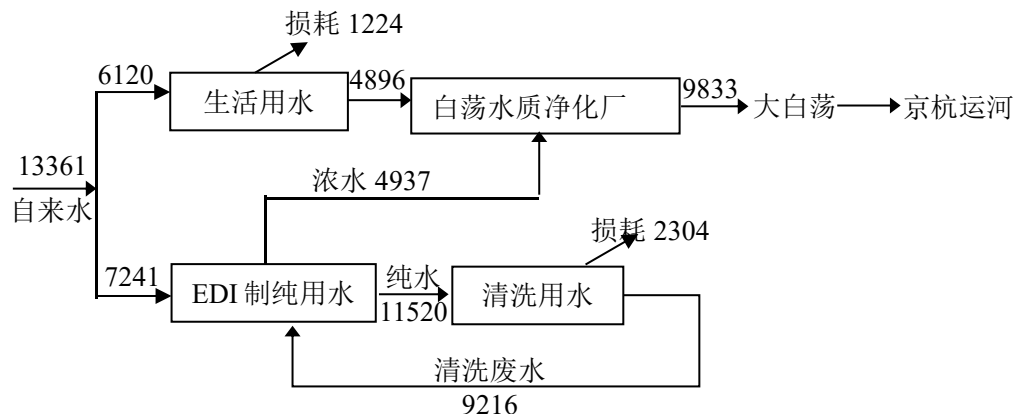 损耗 1224
6120
生活用水
4896
白荡水质净化厂
9833
大白荡
京杭运河
13361
自来水
浓水 4937
损耗 2304
7241
EDI 制纯用水
纯水
11520
清洗用水
清洗废水
9216